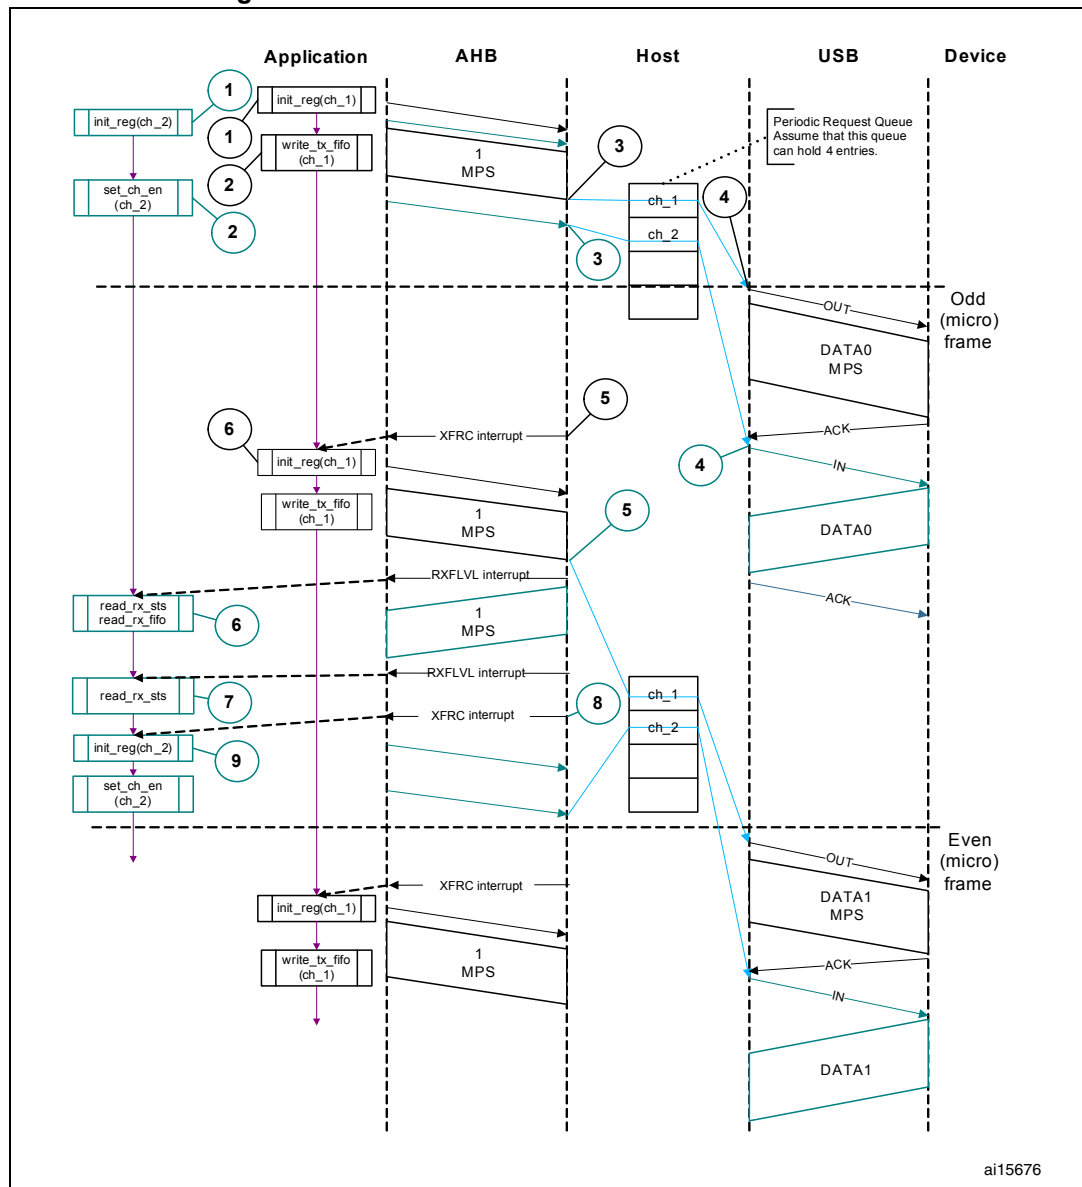 g
Application
AHB
Host
USB
Device
1
init_reg(ch_1)
init_reg(ch_2)
1
Periodic Request Queue
Assume that this queue
can hold 4 entries.
write_tx_fifo
(ch_1)
1
MPS
3
2
set_ch_en
(ch_2)
ch_1
4
2
ch_2
3
Odd
(micro)
frame
OUT
DATA0
MPS
5
6
XFRC interrupt
ACK
init_reg(ch_1)
4
IN
write_tx_fifo
(ch_1)
1
MPS
5
DATA0
RXFLVL interrupt
read_rx_sts
read_rx_fifo
6
1
MPS
ACK
RXFLVL interrupt
read_rx_sts
7
ch_1
8
XFRC interrupt
ch_2
init_reg(ch_2)
9
set_ch_en
(ch_2)
Even
(micro)
frame
OUT
XFRC interrupt
init_reg(ch_1)
DATA1
MPS
write_tx_fifo
(ch_1)
1
MPS
ACK
IN
DATA1
ai15676